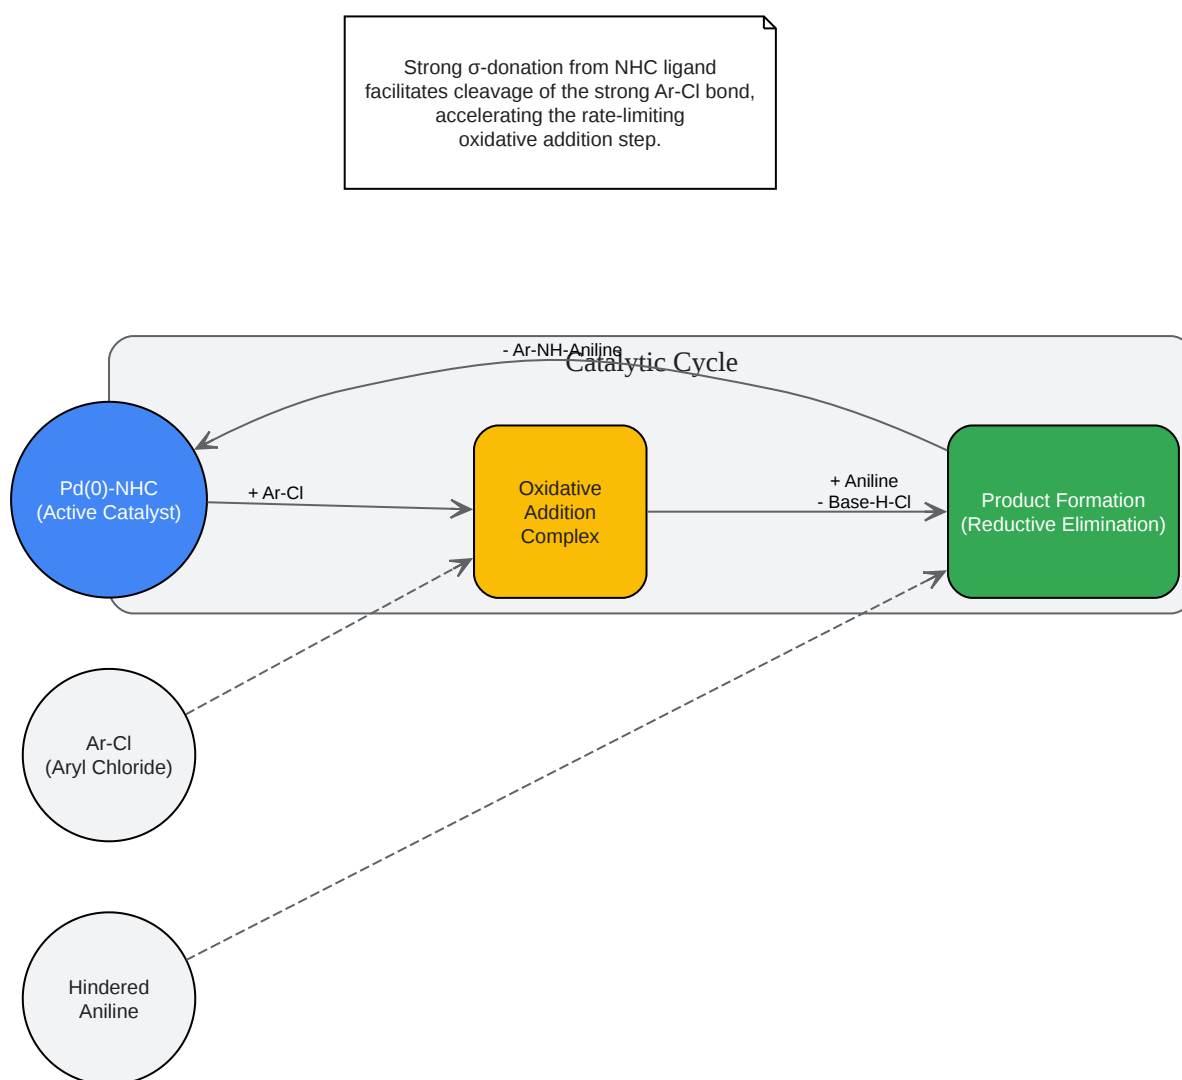 Strong σ-donation from NHC ligand
facilitates cleavage of the strong Ar-Cl bond,
accelerating the rate-limiting
oxidative addition step.
- Ar-NH-Aniline
Catalytic Cycle
Pd(0)-NHC
(Active Catalyst)
+ Ar-Cl
Oxidative
Addition
Complex
+ Aniline
- Base-H-Cl
Product Formation
(Reductive Elimination)
Ar-Cl
(Aryl Chloride)
Hindered
Aniline